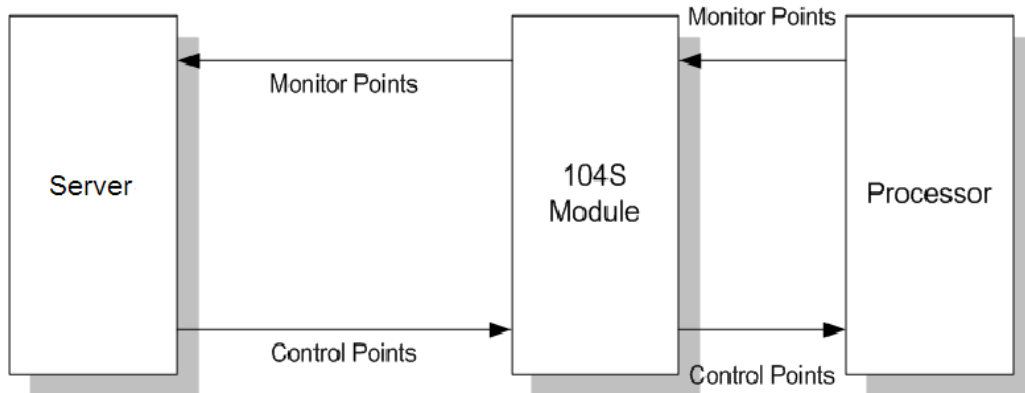 Monitor Points
Monitor Points
Server
104S
Module
Processor
Control Points
Control Points